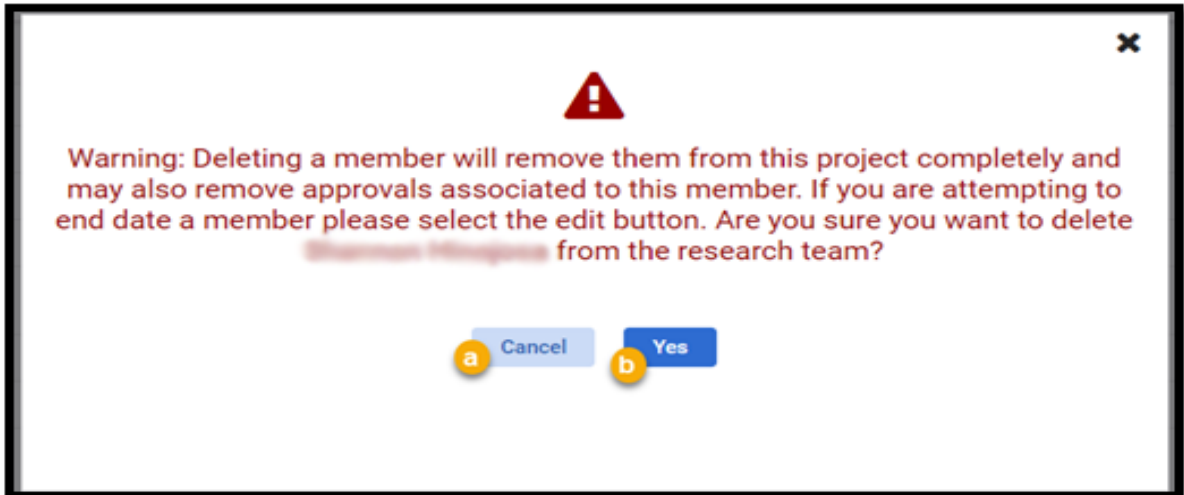 Warning: Deleting a member will remove them from this project completely and
may also remove approvals associated to this member. If you are attempting to
end date a member please select the edit button. Are you sure you want to delete
from the research team?
a Cancel b Yes